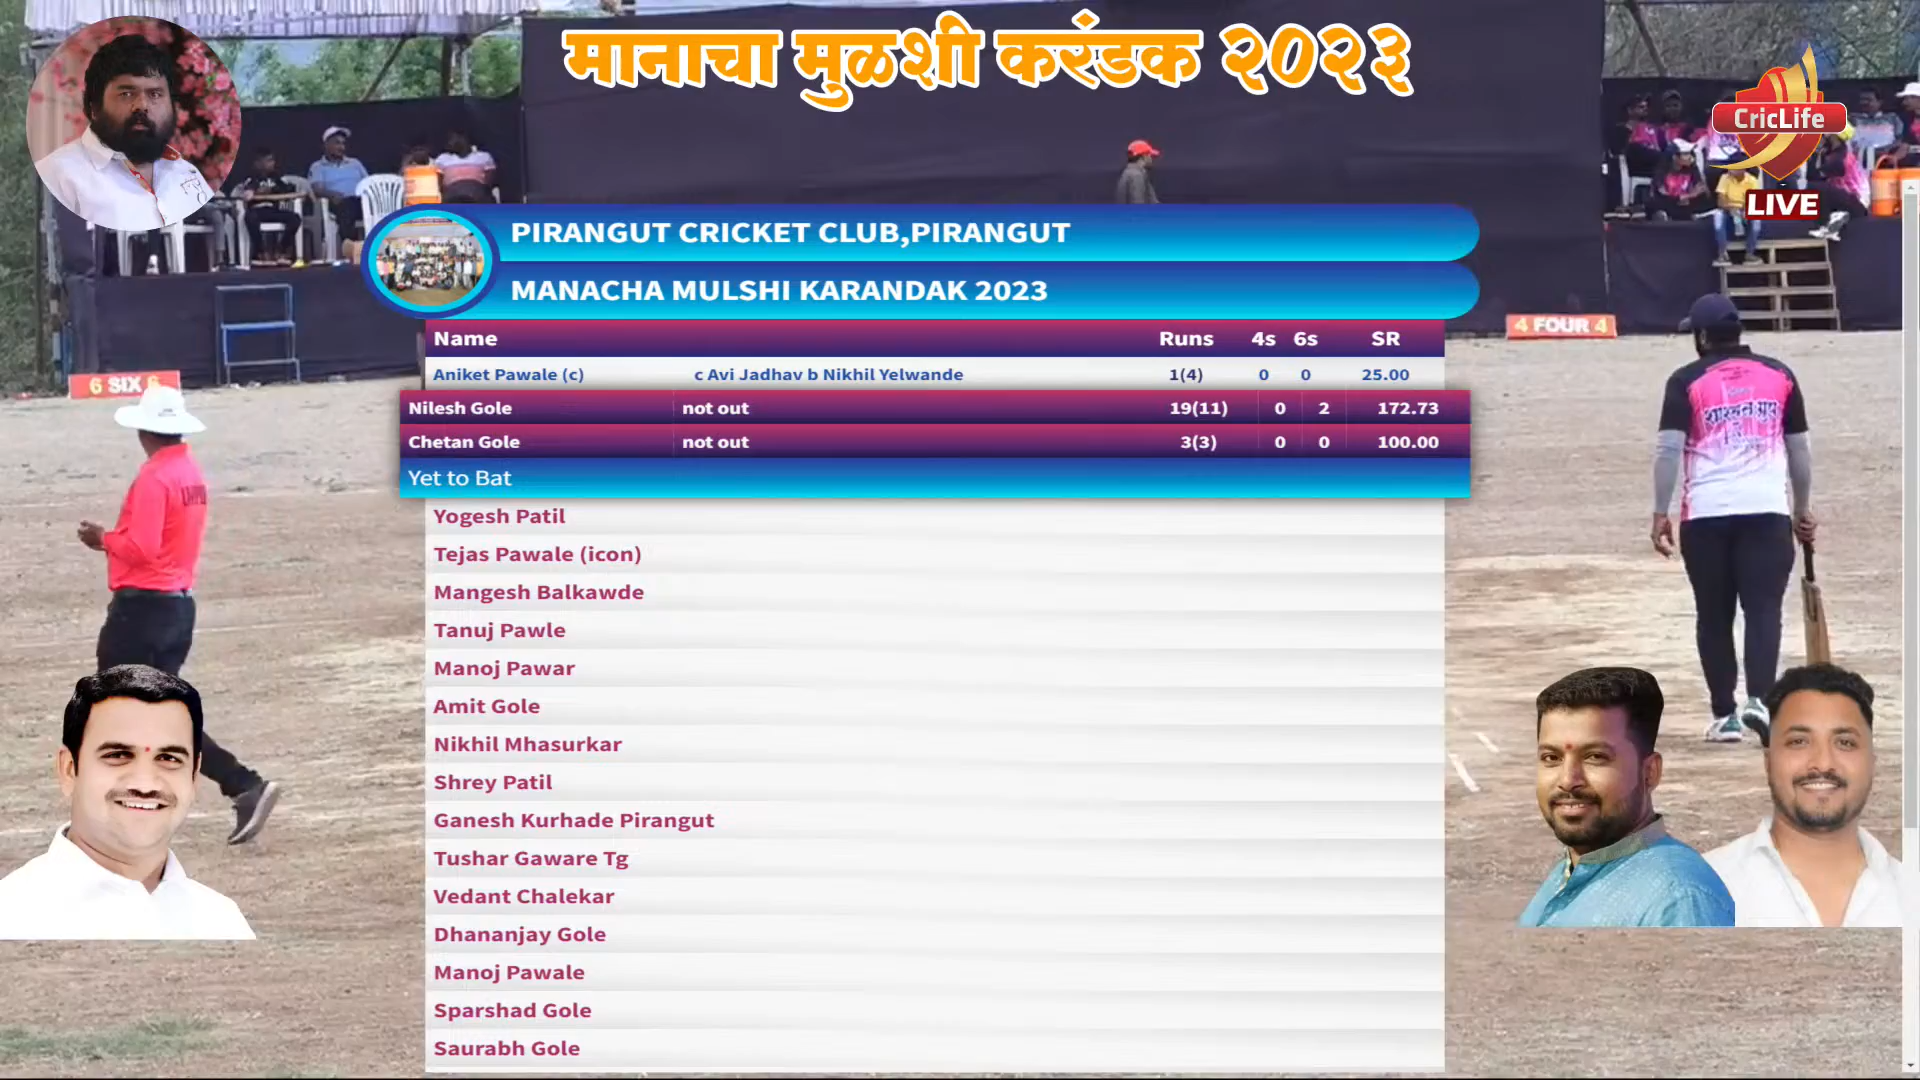 मानाचा मुळशी करंडक २०२३
CricLife
LIVE
PIRANGUT CRICKET CLUB,PIRANGUT
MANACHA MULSHI KARANDAK 2023
Name Runs 4s 6s SR
Aniket Pawale (c) c Avi Jadhav b Nikhil Yelwande 1(4) 0 0 25.00
Nilesh Gole not out 19(11) 0 2 172.73
Chetan Gole not out 3(3) 0 0 100.00
Yet to Bat
Yogesh Patil
Tejas Pawale (icon)
Mangesh Balkawde
Tanuj Pawle
Manoj Pawar
Amit Gole
Nikhil Mhasurkar
Shrey Patil
Ganesh Kurhade Pirangut
Tushar Gaware Tg
Vedant Chalekar
Dhananjay Gole
Manoj Pawale
Sparshad Gole
Saurabh Gole
6 SIX 6
4 FOUR 4